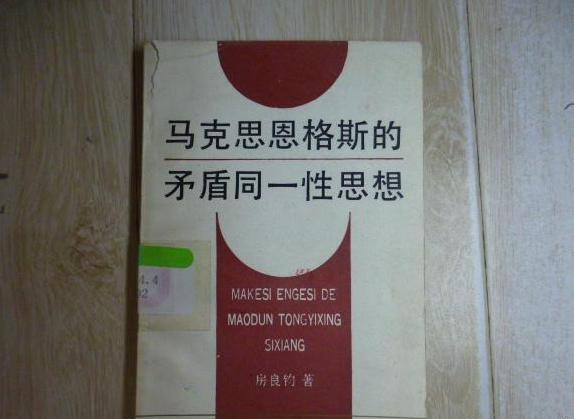 马克思恩格斯的
矛盾同一性思想
MAKESI ENGESI DE
MAODUN TONGYIXING
SIXIANG
房良钧 著